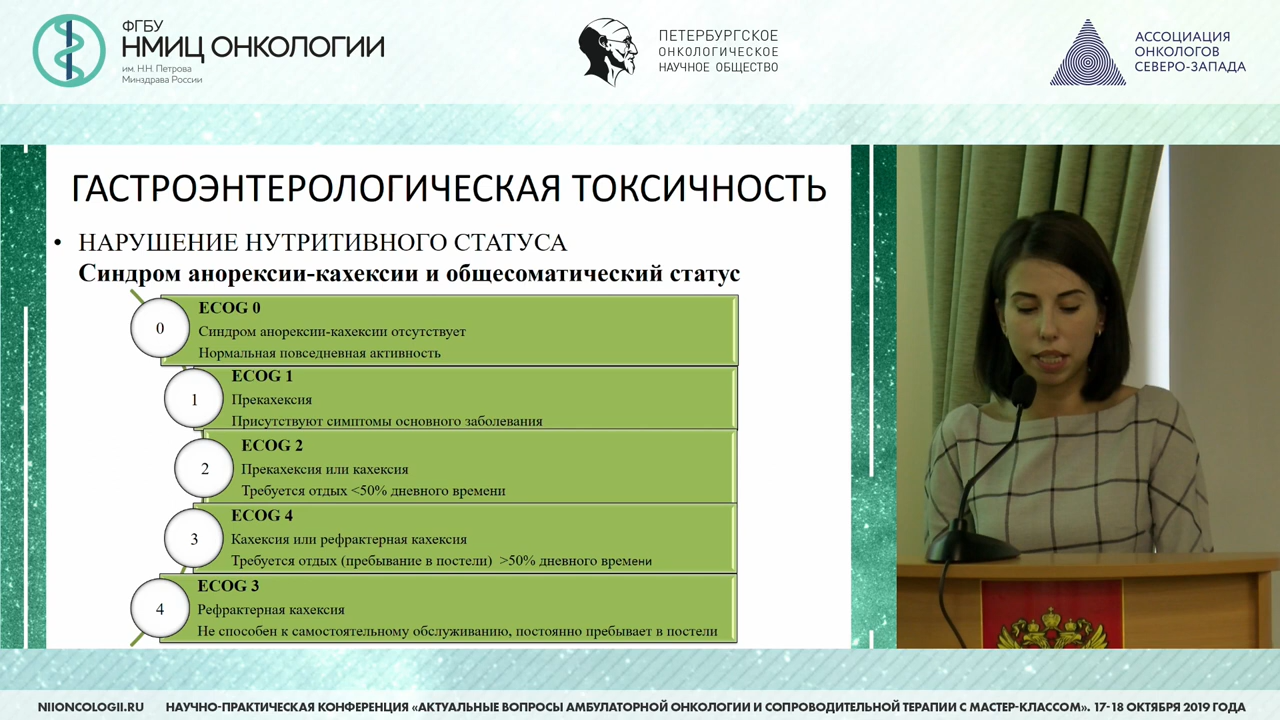 ФГБУ
НМИЦ ОНКОЛОГИИ
им. Н.Н. Петрова
Минздрава России
ПЕТЕРБУРГСКОЕ
ОНКОЛОГИЧЕСКОЕ
НАУЧНОЕ ОБЩЕСТВО
АССОЦИАЦИЯ
ОНКОЛОГОВ
СЕВЕРО-ЗАПАДА
ГАСТРОЭНТЕРОЛОГИЧЕСКАЯ ТОКСИЧНОСТЬ
• НАРУШЕНИЕ НУТРИТИВНОГО СТАТУСА
Синдром анорексии-кахексии и общесоматический статус
0
ECOG 0
Синдром анорексии-кахексии отсутствует
Нормальная повседневная активность
1
ECOG 1
Прекахексия
Присутствуют симптомы основного заболевания
2
ECOG 2
Прекахексия или кахексия
Требуется отдых <50% дневного времени
3
ECOG 4
Кахексия или рефрактерная кахексия
Требуется отдых (пребывание в постели) >50% дневного времени
4
ECOG 3
Рефрактерная кахексия
Не способен к самостоятельному обслуживанию, постоянно пребывает в постели
NIIONCOLOGII.RU НАУЧНО-ПРАКТИЧЕСКАЯ КОНФЕРЕНЦИЯ «АКТУАЛЬНЫЕ ВОПРОСЫ АМБУЛАТОРНОЙ ОНКОЛОГИИ И СОПРОВОДИТЕЛЬНОЙ ТЕРАПИИ С МАСТЕР-КЛАССОМ». 17-18 ОКТЯБРЯ 2019 ГОДА